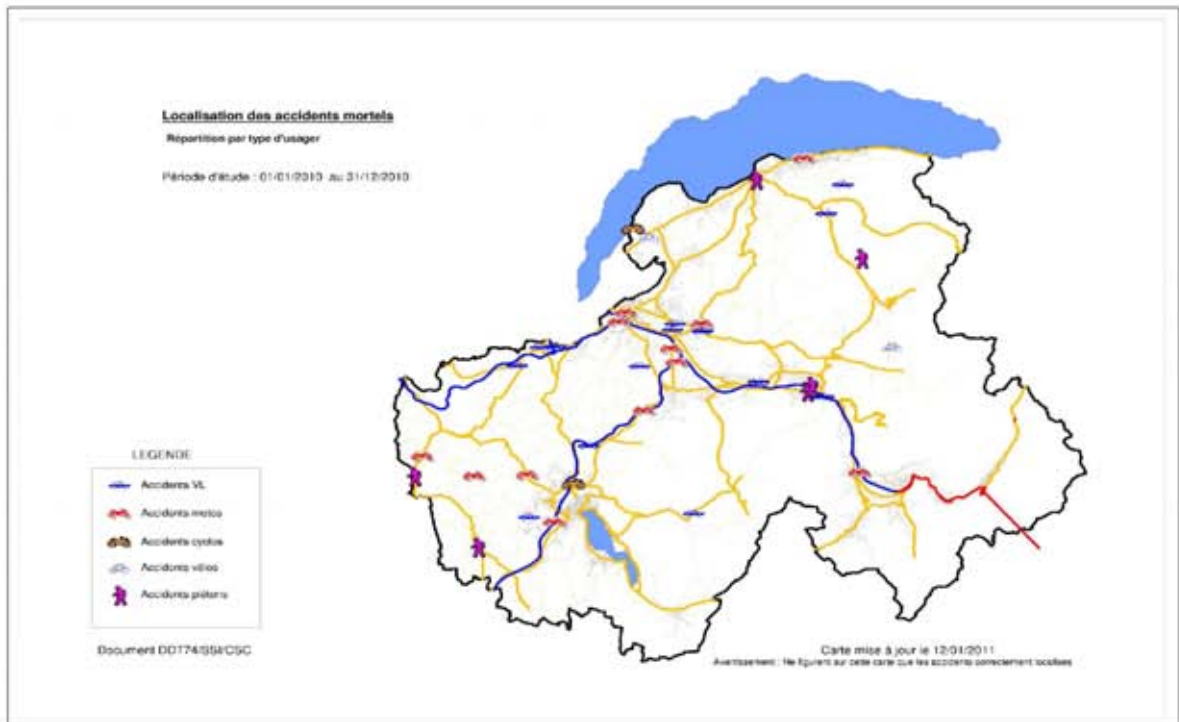 Localisation des accidents mortels
Répartition par type d'usager
Période d'étude : 01/01/2010 au 31/12/2010
LEGENDE
Accidents VL
Accidents motos
Accidents cyclos
Accidents vélos
Accidents piétons
Document DDT74/SSI/CSC
Carte mise à jour le 12/01/2011
Avertissement : Ne figurent sur cette carte que les accidents correctement localisés